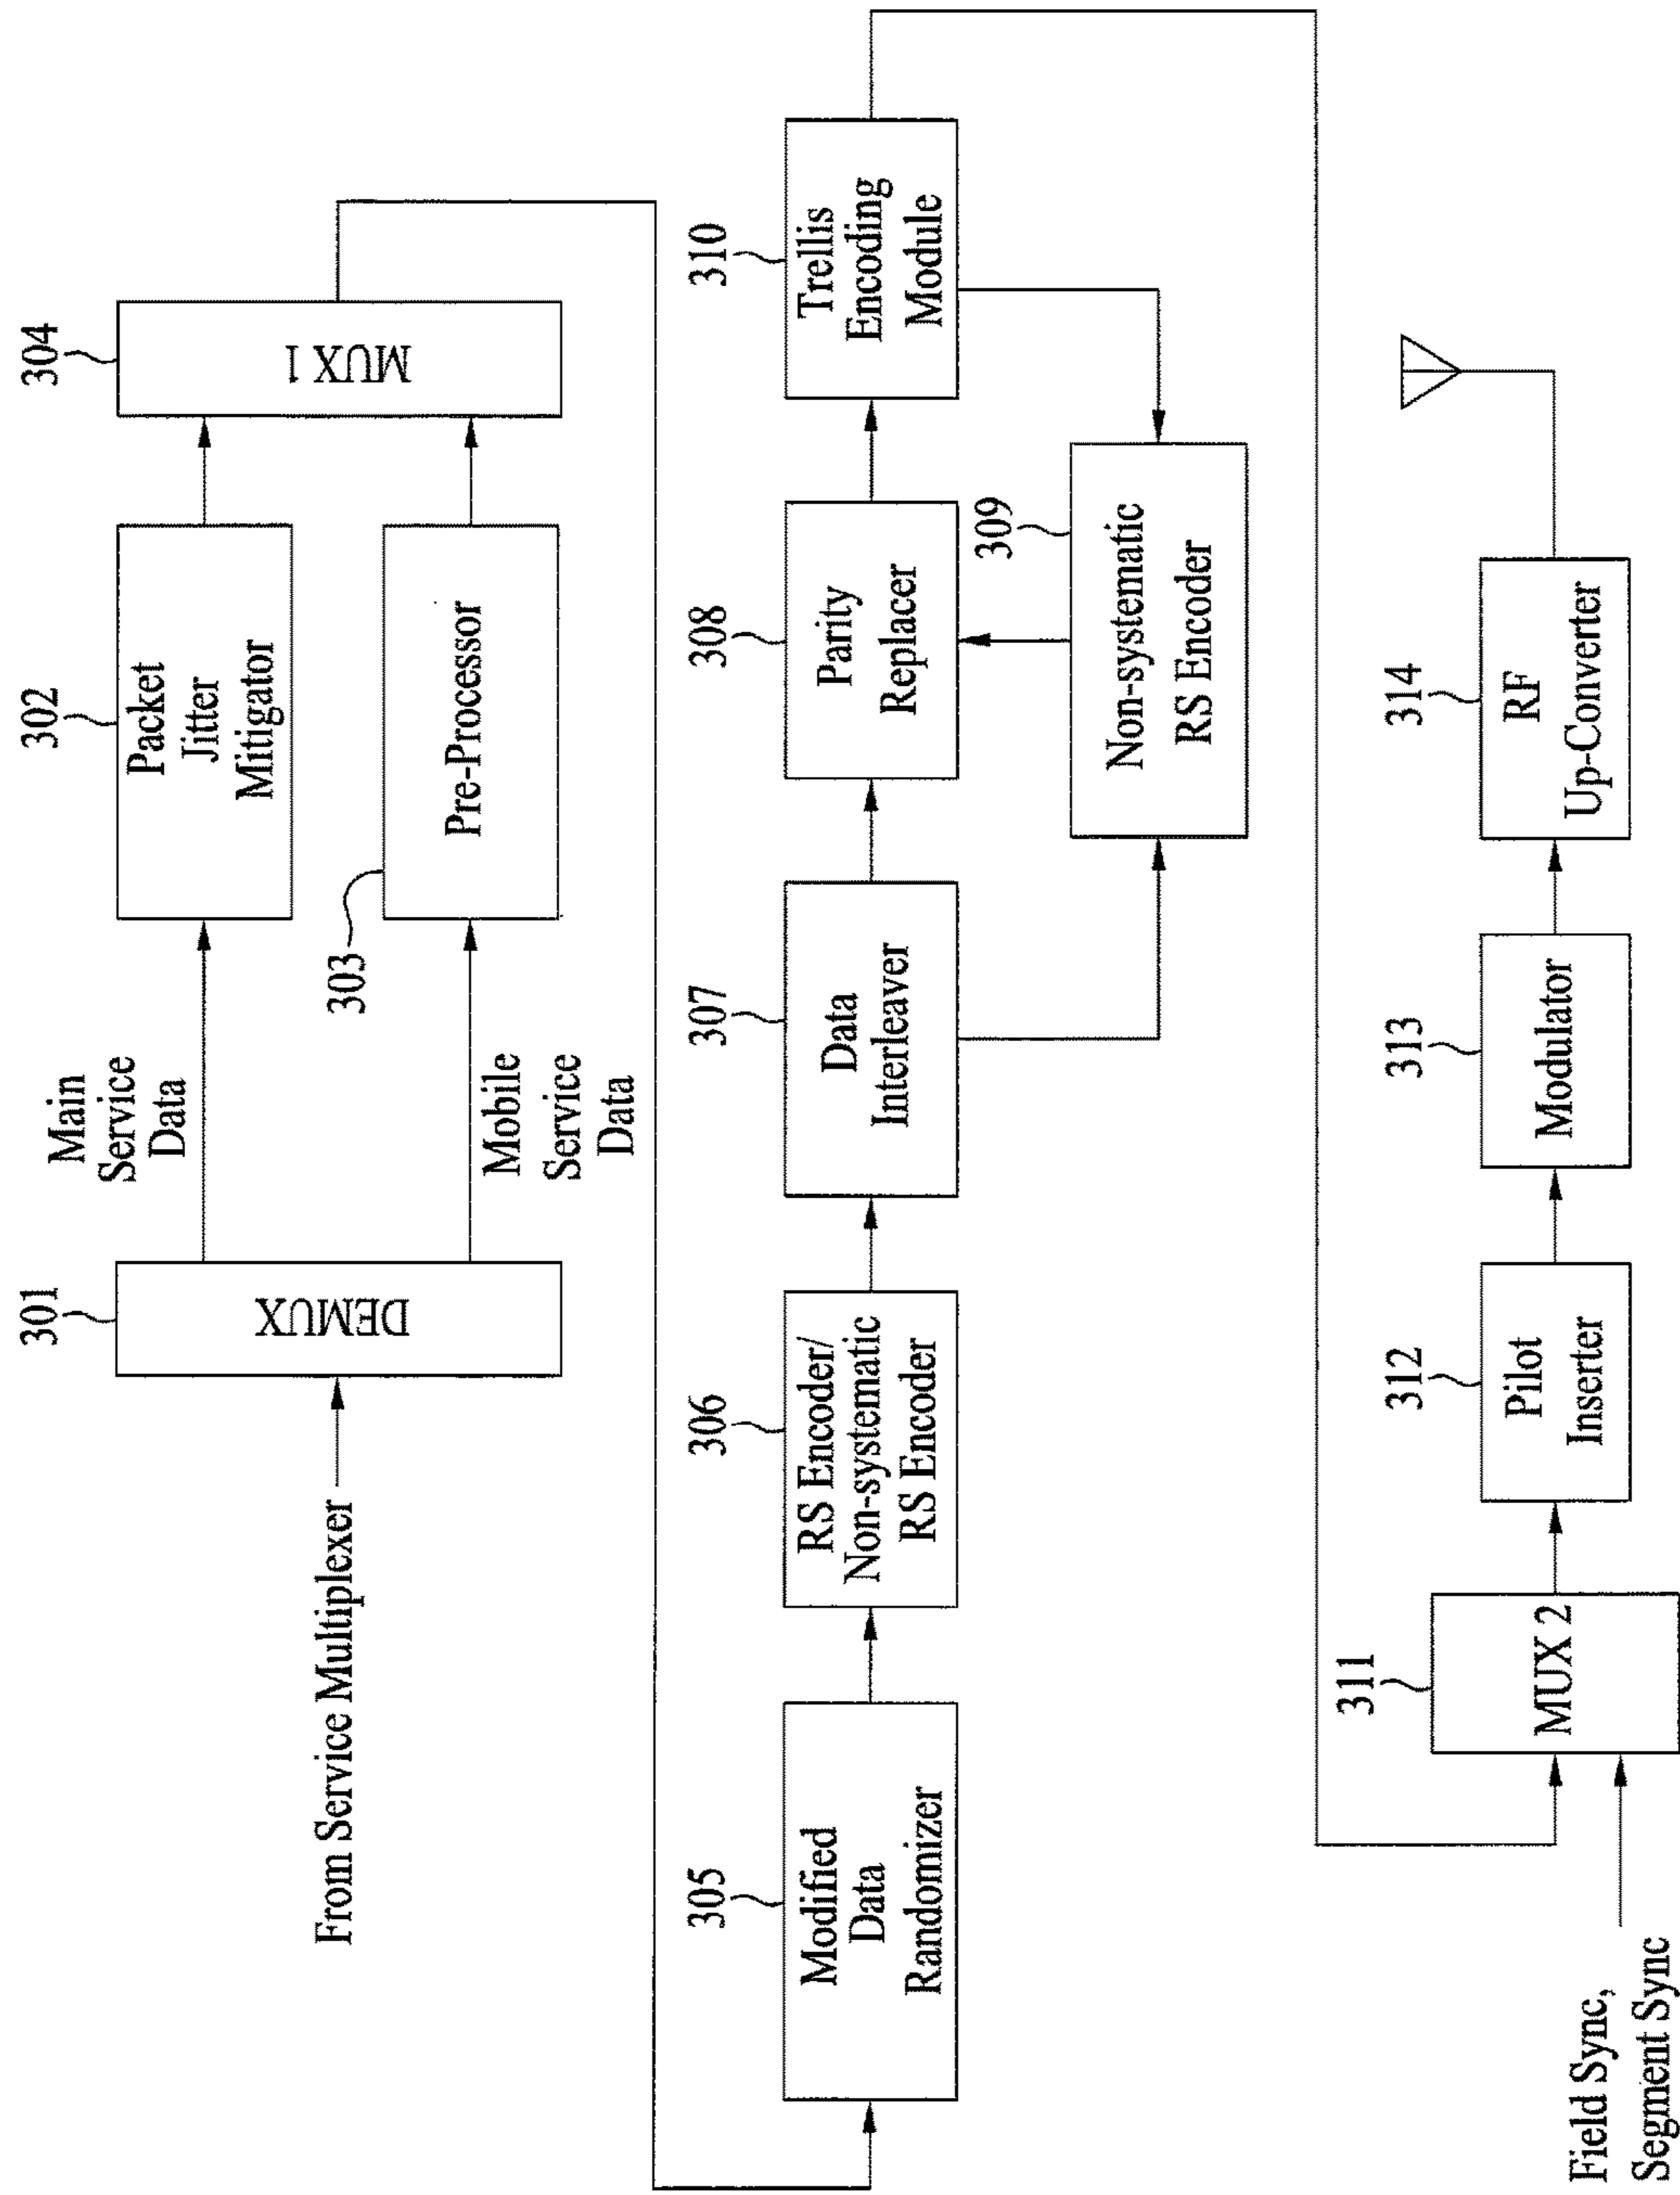 From Service Multiplexer
301
DEMUX
Main
Service
Data
Mobile
Service
Data
302
Packet
Jitter
Mitigator
303
Pre-Processor
304
MUX 1
305
Modified
Data
Randomizer
306
RS Encoder/
Non-systematic
RS Encoder
307
Data
Interleaver
308
Parity
Replacer
309
Non-systematic
RS Encoder
310
Trellis
Encoding
Module
Field Sync,
Segment Sync
311
MUX 2
312
Pilot
Inserter
313
Modulator
314
RF
Up-Converter